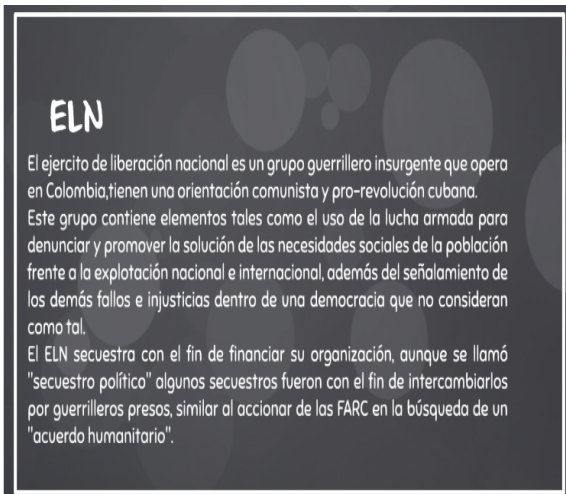 ELN
El ejercito de liberación nacional es un grupo guerrillero insurgente que opera
en Colombia,tienen una orientación comunista y pro-revolución cubana.
Este grupo contiene elementos tales como el uso de la lucha armada para
denunciar y promover la solución de las necesidades sociales de la población
frente a la explotación nacional e internacional, además del señalamiento de
los demás fallos e injusticias dentro de una democracia que no consideran
como tal.
El ELN secuestra con el fin de financiar su organización, aunque se llamó
"secuestro político" algunos secuestros fueron con el fin de intercambiarlos
por guerrilleros presos, similar al accionar de las FARC en la búsqueda de un
"acuerdo humanitario".